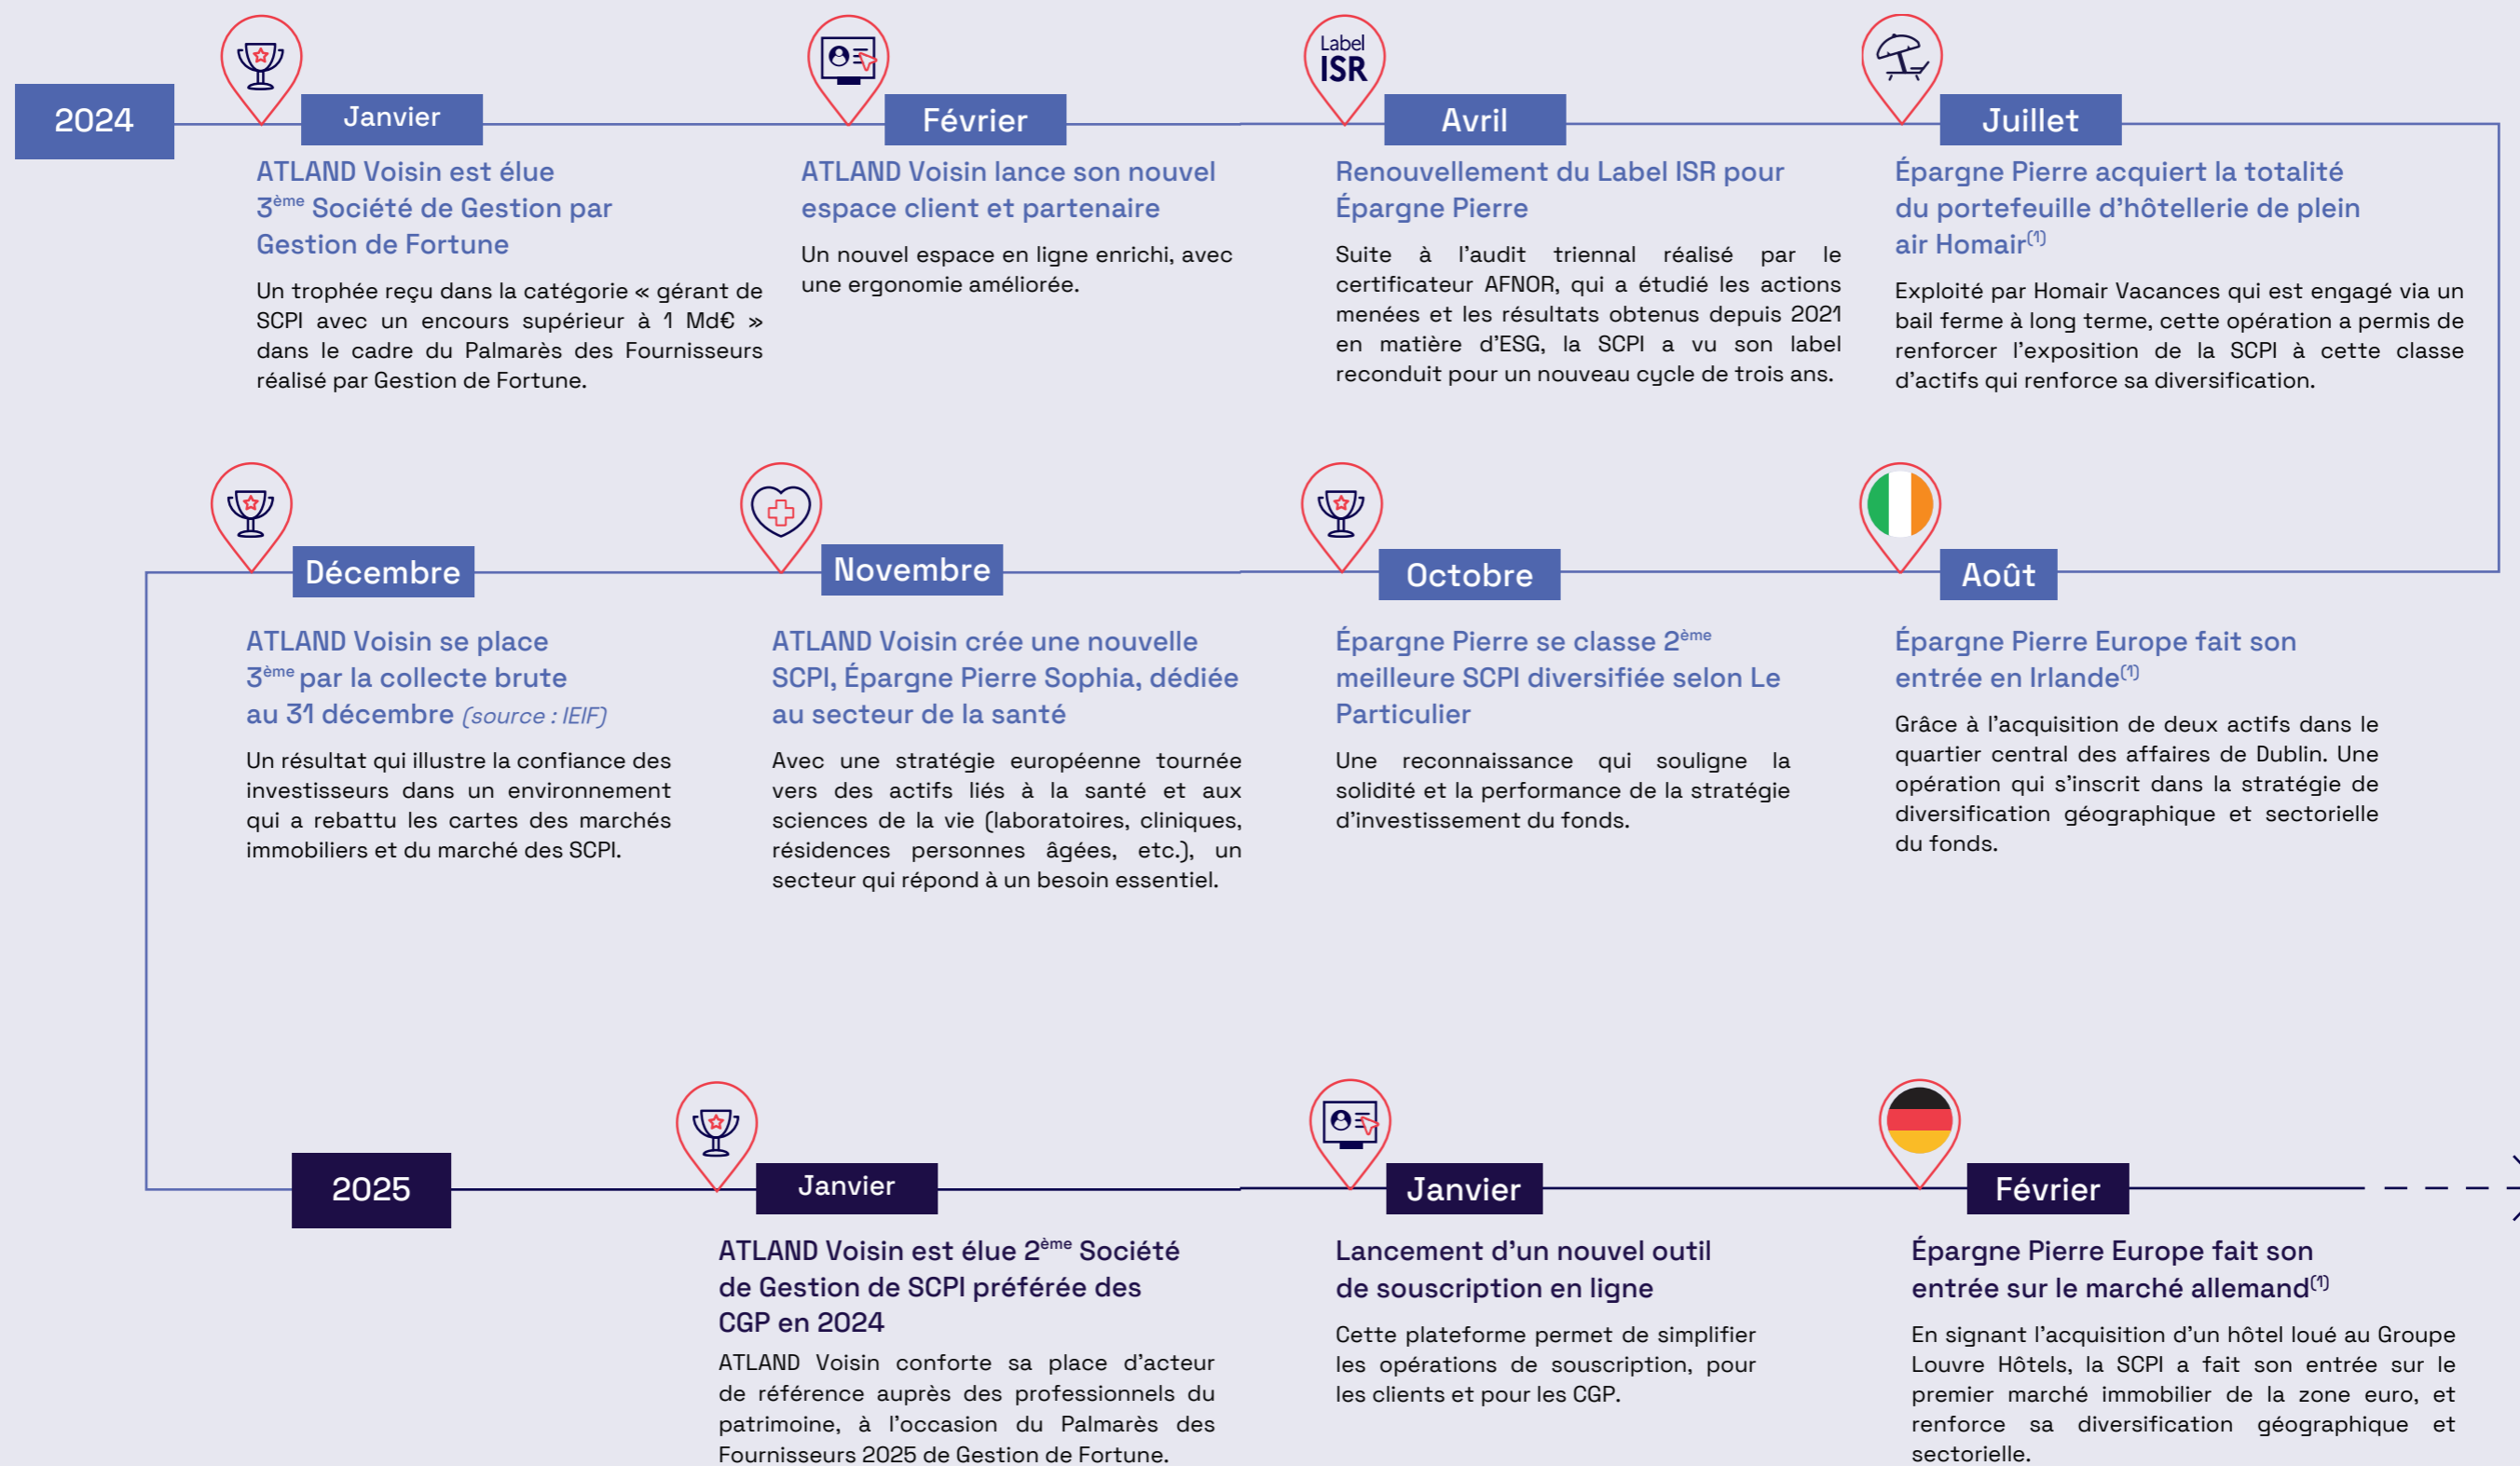 2024
Label
ISR
Janvier
ATLAND Voisin est élue
3ème Société de Gestion par
Gestion de Fortune
Un trophée reçu dans la catégorie « gérant de
SCPI avec un encours supérieur à 1 Md€ »
dans le cadre du Palmarès des Fournisseurs
réalisé par Gestion de Fortune.
Février
ATLAND Voisin lance son nouvel
espace client et partenaire
Un nouvel espace en ligne enrichi, avec
une ergonomie améliorée.
Avril
Renouvellement du Label ISR pour
Épargne Pierre
Suite à l'audit triennal réalisé par le
certificateur AFNOR, qui a étudié les actions
menées et les résultats obtenus depuis 2021
en matière d'ESG, la SCPI a vu son label
reconduit pour un nouveau cycle de trois ans.
Juillet
Épargne Pierre acquiert la totalité
du portefeuille d'hôtellerie de plein
air Homair(1)
Exploité par Homair Vacances qui est engagé via un
bail ferme à long terme, cette opération a permis de
renforcer l'exposition de la SCPI à cette classe
d'actifs qui renforce sa diversification.
Août
Épargne Pierre Europe fait son
entrée en Irlande(1)
Grâce à l'acquisition de deux actifs dans le
quartier central des affaires de Dublin. Une
opération qui s'inscrit dans la stratégie de
diversification géographique et sectorielle
du fonds.
Octobre
Épargne Pierre se classe 2ème
meilleure SCPI diversifiée selon Le
Particulier
Une reconnaissance qui souligne la
solidité et la performance de la stratégie
d'investissement du fonds.
Novembre
ATLAND Voisin crée une nouvelle
SCPI, Épargne Pierre Sophia, dédiée
au secteur de la santé
Avec une stratégie européenne tournée
vers des actifs liés à la santé et aux
sciences de la vie (laboratoires, cliniques,
résidences personnes âgées, etc.), un
secteur qui répond à un besoin essentiel.
Décembre
ATLAND Voisin se place
3ème par la collecte brute
au 31 décembre (source : IEIF)
Un résultat qui illustre la confiance des
investisseurs dans un environnement
qui a rebattu les cartes des marchés
immobiliers et du marché des SCPI.
2025
Janvier
ATLAND Voisin est élue 2ème Société
de Gestion de SCPI préférée des
CGP en 2024
ATLAND Voisin conforte sa place d'acteur
de référence auprès des professionnels du
patrimoine, à l'occasion du Palmarès des
Fournisseurs 2025 de Gestion de Fortune.
Janvier
Lancement d'un nouvel outil
de souscription en ligne
Cette plateforme permet de simplifier
les opérations de souscription, pour
les clients et pour les CGP.
Février
Épargne Pierre Europe fait son
entrée sur le marché allemand(1)
En signant l'acquisition d'un hôtel loué au Groupe
Louvre Hôtels, la SCPI a fait son entrée sur le
premier marché immobilier de la zone euro, et
renforce sa diversification géographique et
sectorielle.